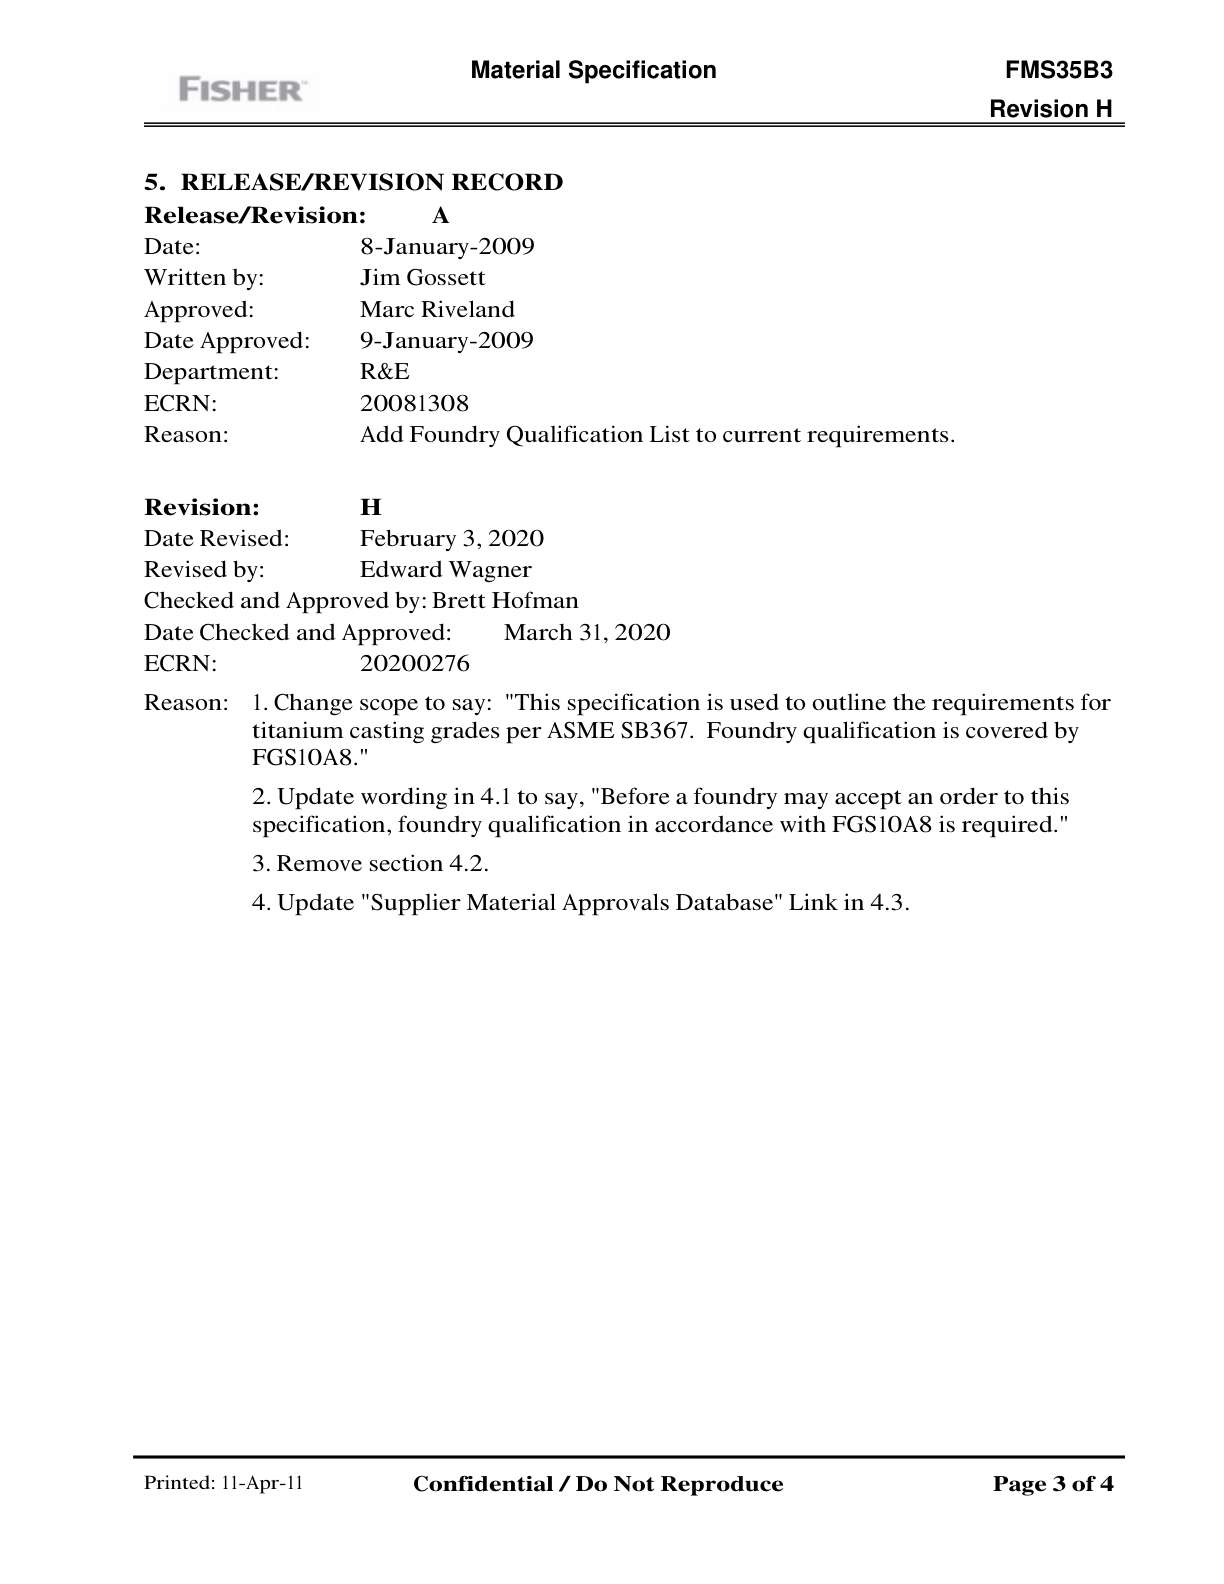 FISHER™
Material Specification
FMS35B3
Revision H
5. RELEASE/REVISION RECORD
Release/Revision: A
Date: 8-January-2009
Written by: Jim Gossett
Approved: Marc Riveland
Date Approved: 9-January-2009
Department: R&E
ECRN: 20081308
Reason: Add Foundry Qualification List to current requirements.
Revision: H
Date Revised: February 3, 2020
Revised by: Edward Wagner
Checked and Approved by: Brett Hofman
Date Checked and Approved: March 31, 2020
ECRN: 20200276
Reason: 1. Change scope to say: "This specification is used to outline the requirements for
titanium casting grades per ASME SB367. Foundry qualification is covered by
FGS10A8."
2. Update wording in 4.1 to say, "Before a foundry may accept an order to this
specification, foundry qualification in accordance with FGS10A8 is required."
3. Remove section 4.2.
4. Update "Supplier Material Approvals Database" Link in 4.3.
Printed: 11-Apr-11
Confidential / Do Not Reproduce
Page 3 of 4